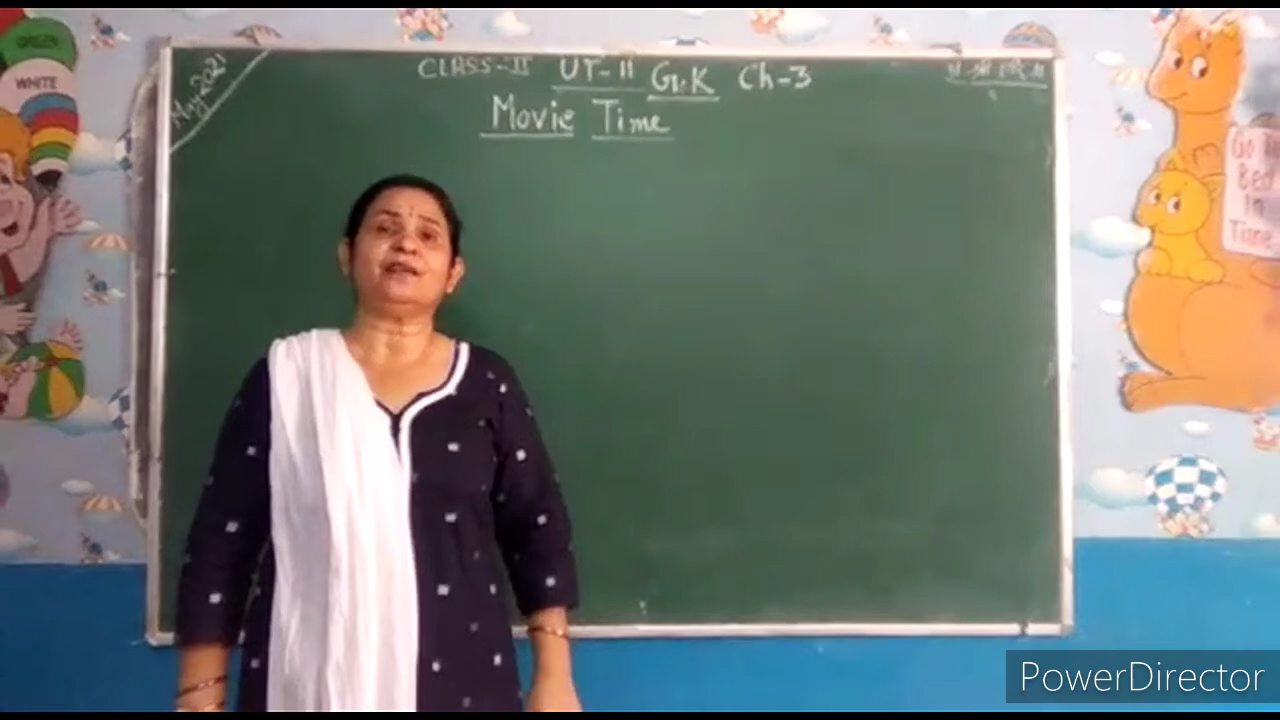 GREEN
WHITE
May 2021
CLASS-II UT-II G.K Ch-3
Movie Time
Go To
Bed
In
Time
PowerDirector